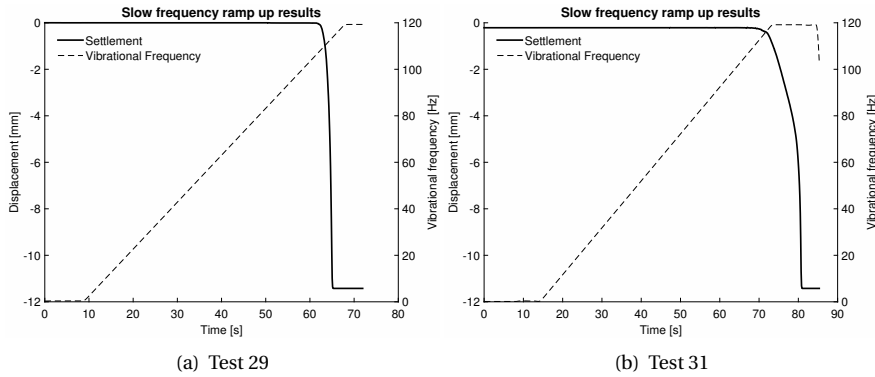 Slow frequency ramp up results
Settlement
Vibrational Frequency
Displacement [mm]
0
-2
-4
-6
-8
-10
-12
Vibrational frequency [Hz]
120
100
80
60
40
20
0
0 10 20 30 40 50 60 70 80
Time [s]
(a) Test 29
Slow frequency ramp up results
Settlement
Vibrational Frequency
Displacement [mm]
0
-2
-4
-6
-8
-10
-12
Vibrational frequency [Hz]
120
100
80
60
40
20
0
0 10 20 30 40 50 60 70 80 90
Time [s]
(b) Test 31